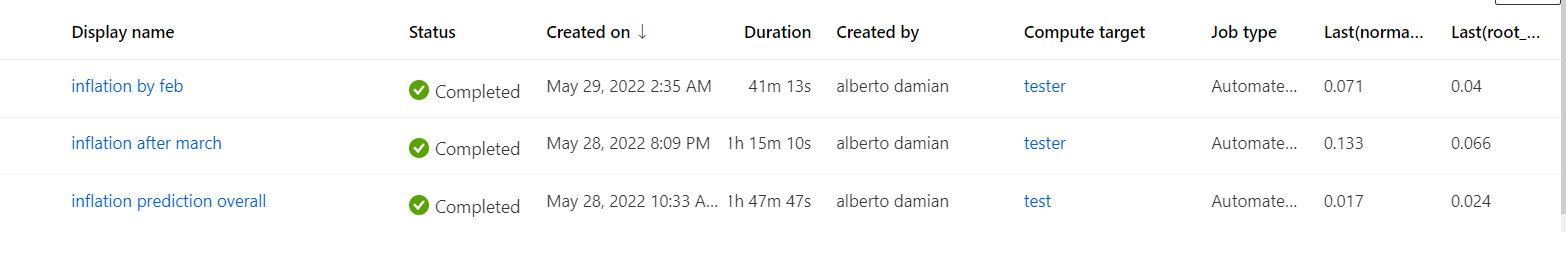 Display name Status Created on ↓ Duration Created by Compute target Job type Last(norma... Last(root_...
inflation by feb Completed May 29, 2022 2:35 AM 41m 13s alberto damian tester Automate... 0.071 0.04
inflation after march Completed May 28, 2022 8:09 PM 1h 15m 10s alberto damian tester Automate... 0.133 0.066
inflation prediction overall Completed May 28, 2022 10:33 A... 1h 47m 47s alberto damian test Automate... 0.017 0.024